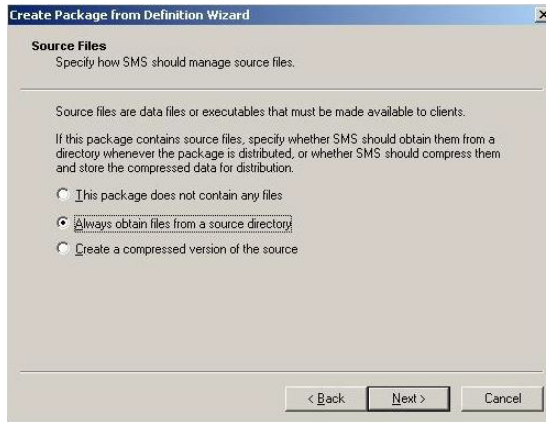 Create Package from Definition Wizard
Source Files
Specify how SMS should manage source files.
Source files are data files or executables that must be made available to clients.
If this package contains source files, specify whether SMS should obtain them from a
directory whenever the package is distributed, or whether SMS should compress them
and store the compressed data for distribution.
This package does not contain any files
Always obtain files from a source directory
Create a compressed version of the source
< Back Next > Cancel